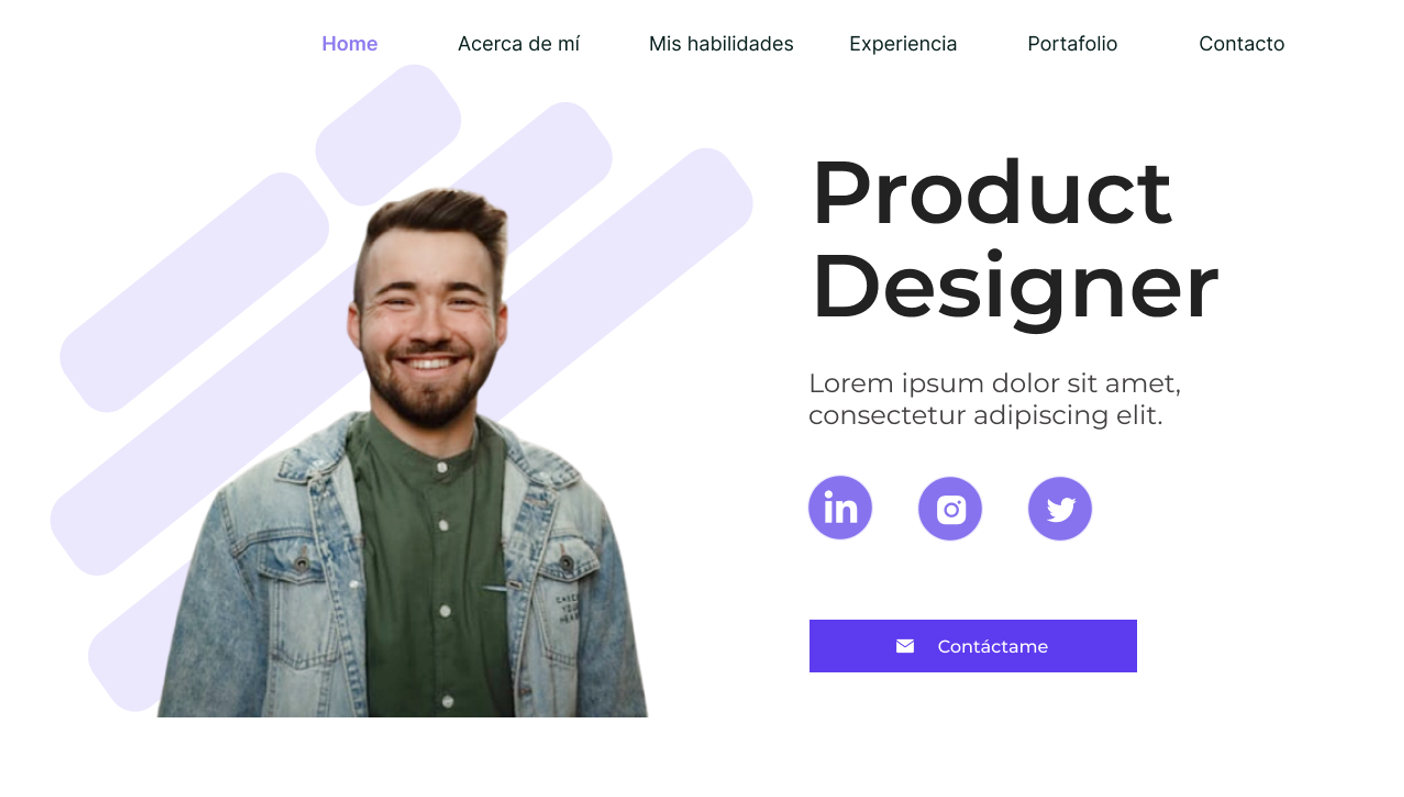 Home Acerca de mí Mis habilidades Experiencia Portafolio Contacto
Product
Designer
Lorem ipsum dolor sit amet,
consectetur adipiscing elit.
in
Contáctame